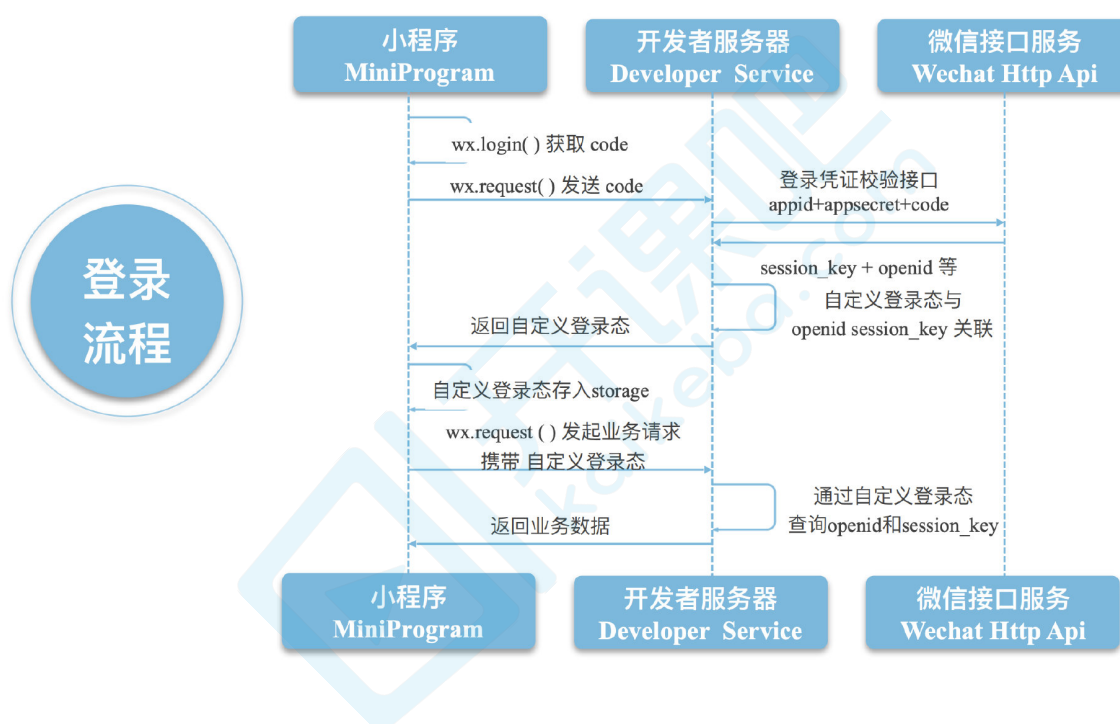 小程序
MiniProgram
开发者服务器
Developer Service
微信接口服务
Wechat Http Api
登录
流程
wx.login( ) 获取 code
wx.request( ) 发送 code
登录凭证校验接口
appid+appsecret+code
session_key + openid 等
自定义登录态与
openid session_key 关联
返回自定义登录态
自定义登录态存入storage
wx.request ( ) 发起业务请求
携带 自定义登录态
通过自定义登录态
查询openid和session_key
返回业务数据
小程序
MiniProgram
开发者服务器
Developer Service
微信接口服务
Wechat Http Api
开课吧
kaikeba.com